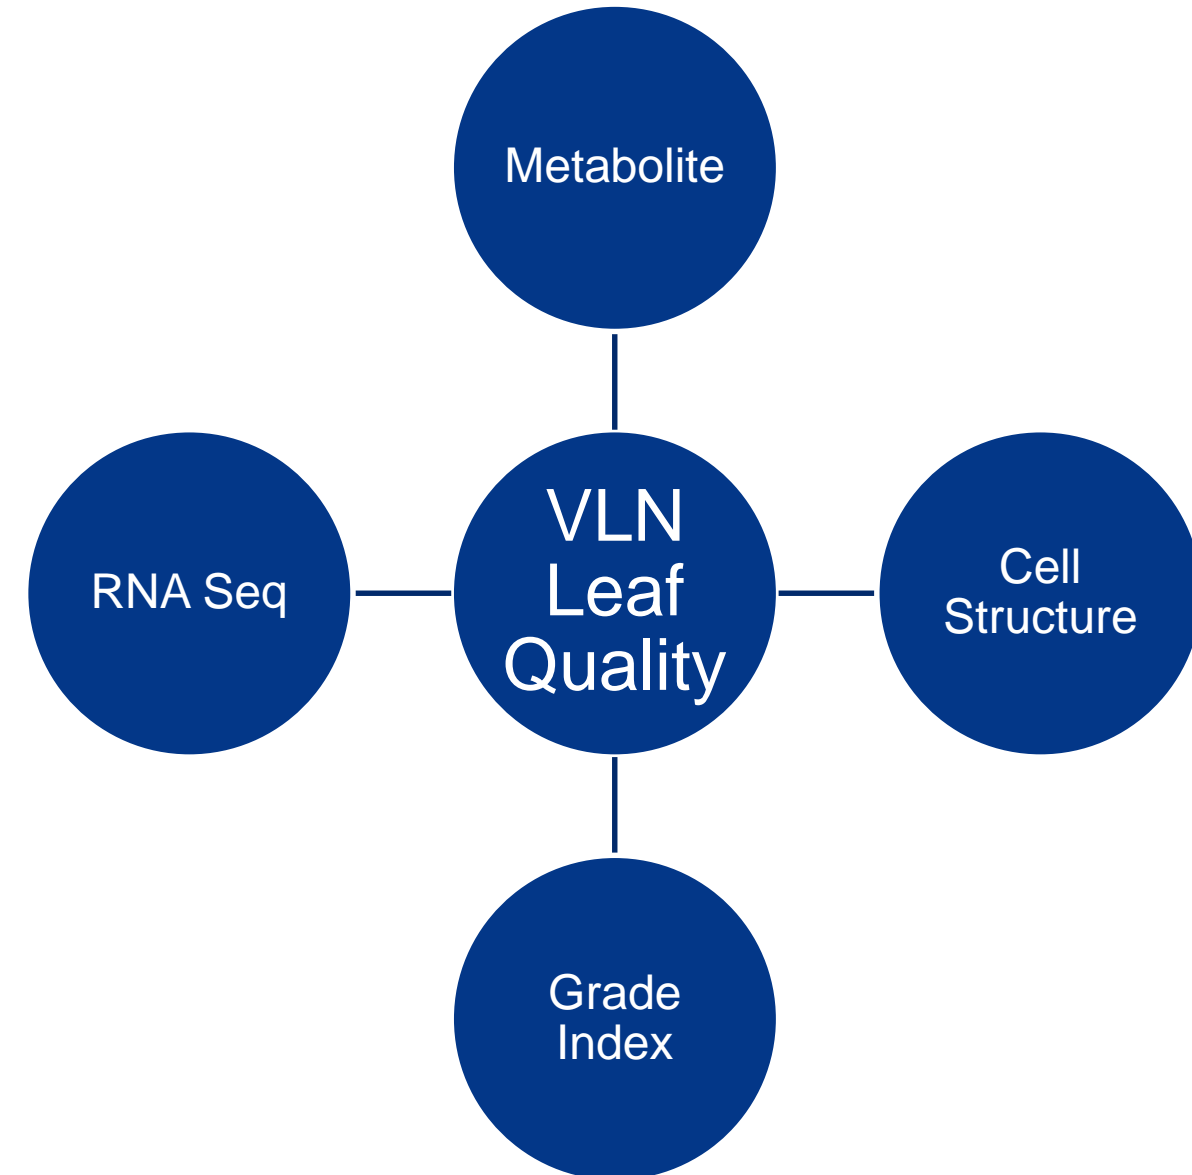 Metabolite
RNA Seq
VLN
Leaf
Quality
Cell
Structure
Grade
Index